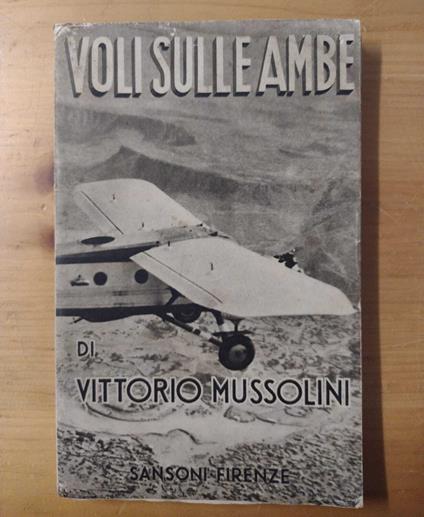 VOLI SULLE AMBE
DI
VITTORIO MUSSOLINI
SANSONI-FIRENZE